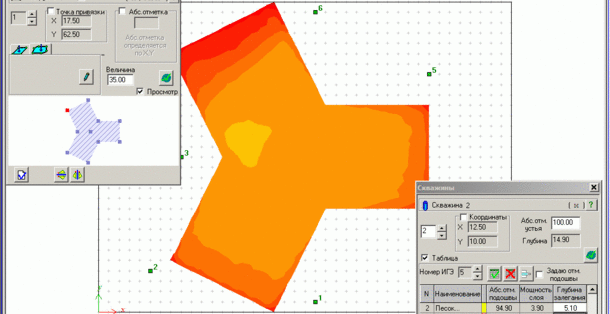 1
Точка привязки
X 17.50
Y 62.50
Абс.отметка
Абс.отметка
определяется
по X,Y
Величина
35.00
Просмотр
6
5
3
2
1
Y
X
Скважины
Скважина 2
( м ) ?
2
Координаты
X 12.50
Y 10.00
Абс.отм. устья 100.00
Глубина 14.90
Таблица
Номер ИГЭ 5
Задаю отм. подошвы
N Наименование Абс.отм. подошвы Мощность слоя Глубина залегания
2 Песок... 94.90 3.90 5.10